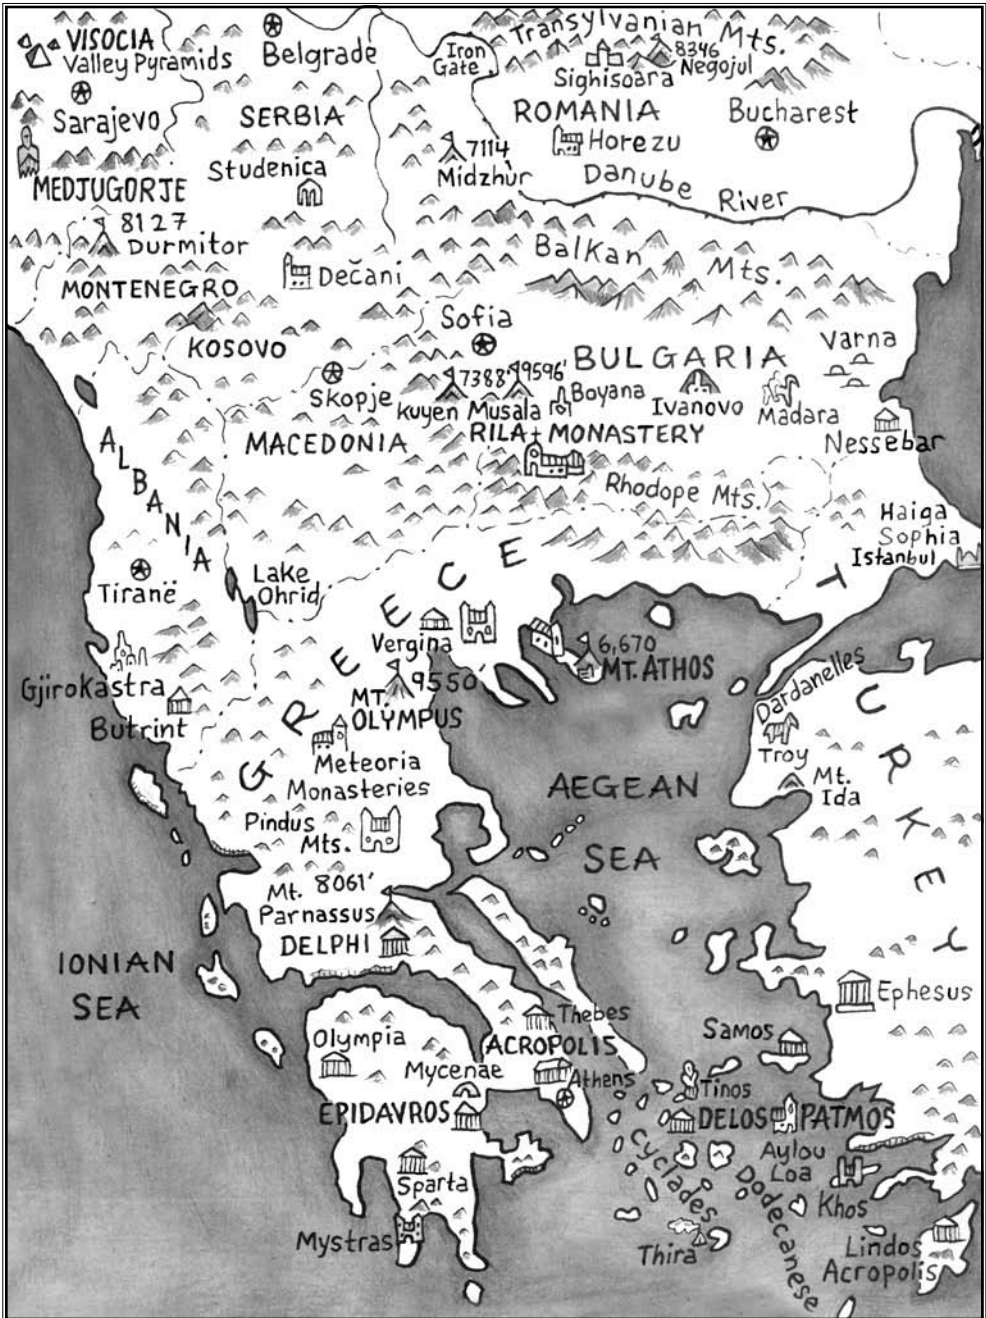 VISOCIA
Valley Pyramids
Belgrade
Iron
Gate
Transylvanian Mts.
8346
Negojul
Sighisoara
Sarajevo
SERBIA
ROMANIA
Bucharest
Horezu
7114
Midzhur
Studenica
MEDJUGORJE
Danube River
8127
Durmitor
Dečani
Balkan Mts.
MONTENEGRO
Sofia
KOSOVO
BULGARIA
Varna
Skopje
7388'
9596'
Kuyen
Musala
Boyana
Ivanovo
Madara
Nessebar
MACEDONIA
RILA MONASTERY
ALBANIA
Rhodope Mts.
Haiga
Sophia
Istanbul
Tiranë
Lake
Ohrid
GREECE
TURKEY
Vergina
6,670
MT. ATHOS
Gjirokastra
Butrint
9550
MT.
OLYMPUS
Dardanelles
Troy
Mt.
Ida
Meteoria
Monasteries
AEGEAN
SEA
Pindus
Mts.
Mt. 8061'
Parnassus
DELPHI
IONIAN
SEA
Ephesus
Thebes
Olympia
ACROPOLIS
Samos
Mycenae
Athens
Tinos
EPIDAVROS
DELOS
PATMOS
Cyclades
Aylou
Loa
Dodecanese
Sparta
Khos
Mystras
Thira
Lindos
Acropolis